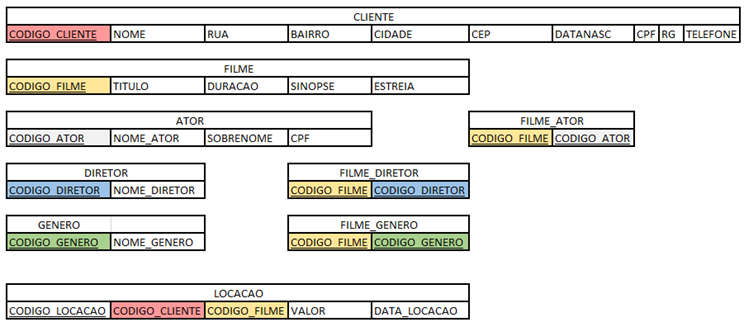 CLIENTE
CODIGO_CLIENTE NOME RUA BAIRRO CIDADE CEP DATANASC CPF RG TELEFONE
FILME
CODIGO_FILME TITULO DURACAO SINOPSE ESTREIA
ATOR FILME_ATOR
CODIGO_ATOR NOME_ATOR SOBRENOME CPF CODIGO_FILME CODIGO_ATOR
DIRETOR FILME_DIRETOR
CODIGO_DIRETOR NOME_DIRETOR CODIGO_FILME CODIGO_DIRETOR
GENERO FILME_GENERO
CODIGO_GENERO NOME_GENERO CODIGO_FILME CODIGO_GENERO
LOCACAO
CODIGO_LOCACAO CODIGO_CLIENTE CODIGO_FILME VALOR DATA_LOCACAO